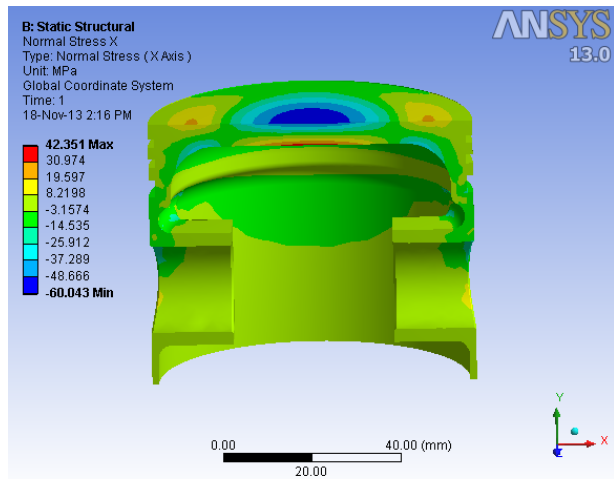 B: Static Structural
Normal Stress X
Type: Normal Stress ( X Axis )
Unit: MPa
Global Coordinate System
Time: 1
18-Nov-13 2:16 PM
42.351 Max
30.974
19.597
8.2198
-3.1574
-14.535
-25.912
-37.289
-48.666
-60.043 Min
ANSYS
13.0
0.00 40.00 (mm)
20.00
Y
X
Z